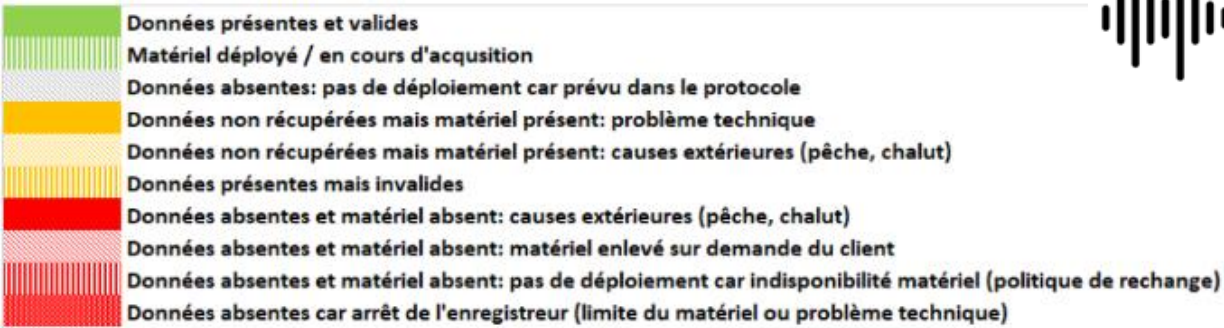 Données présentes et valides
Matériel déployé / en cours d'acqusition
Données absentes: pas de déploiement car prévu dans le protocole
Données non récupérées mais matériel présent: problème technique
Données non récupérées mais matériel présent: causes extérieures (pêche, chalut)
Données présentes mais invalides
Données absentes et matériel absent: causes extérieures (pêche, chalut)
Données absentes et matériel absent: matériel enlevé sur demande du client
Données absentes et matériel absent: pas de déploiement car indisponibilité matériel (politique de rechange)
Données absentes car arrêt de l'enregistreur (limite du matériel ou problème technique)